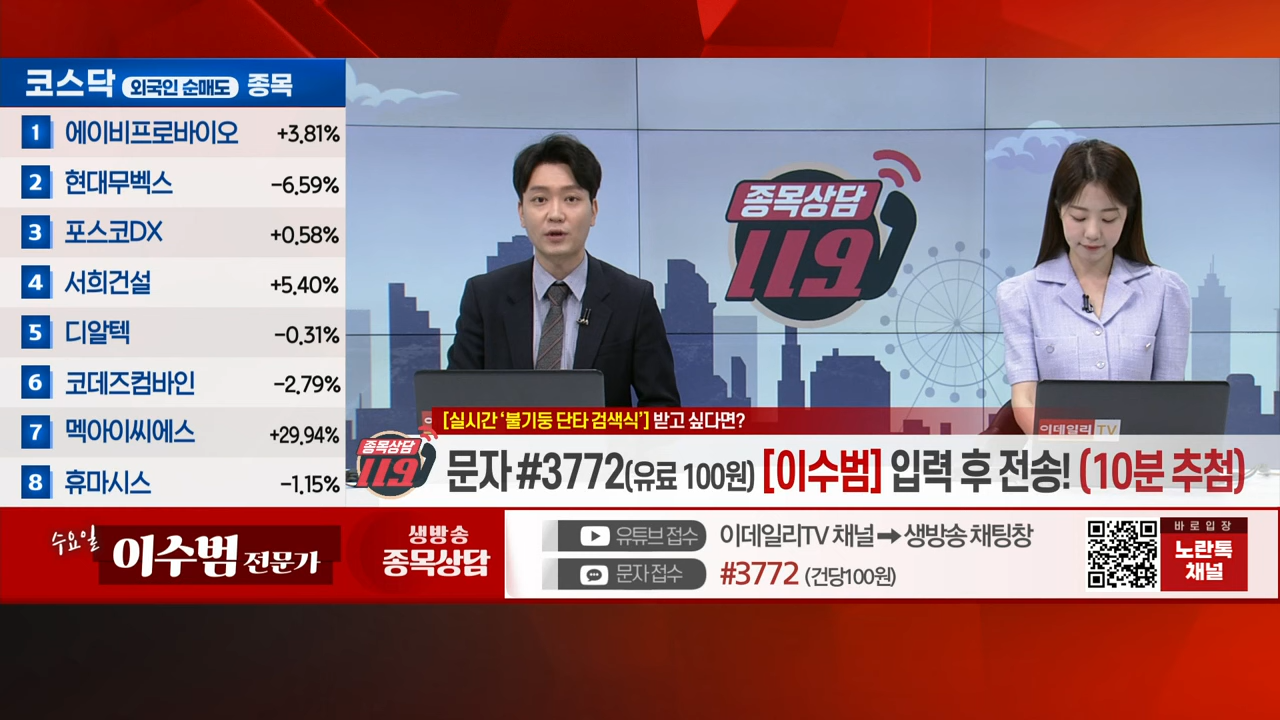 코스닥 외국인 순매도 종목
1 에이비프로바이오 +3.81%
2 현대무벡스 -6.59%
3 포스코DX +0.58%
4 서희건설 +5.40%
5 디알텍 -0.31%
6 코데즈컴바인 -2.79%
7 멕아이씨에스 +29.94%
8 휴마시스 -1.15%
종목상담
119
이데일리 TV
[실시간 ‘불기둥 단타 검색식’] 받고 싶다면?
종목상담
119
문자 #3772(유료 100원) [이수범] 입력 후 전송! (10분 추첨)
수요일
이수범 전문가
생방송
종목상담
유튜브 접수 이데일리TV 채널 ➡ 생방송 채팅창
문자 접수 #3772 (건당100원)
바로입장
노란톡
채널